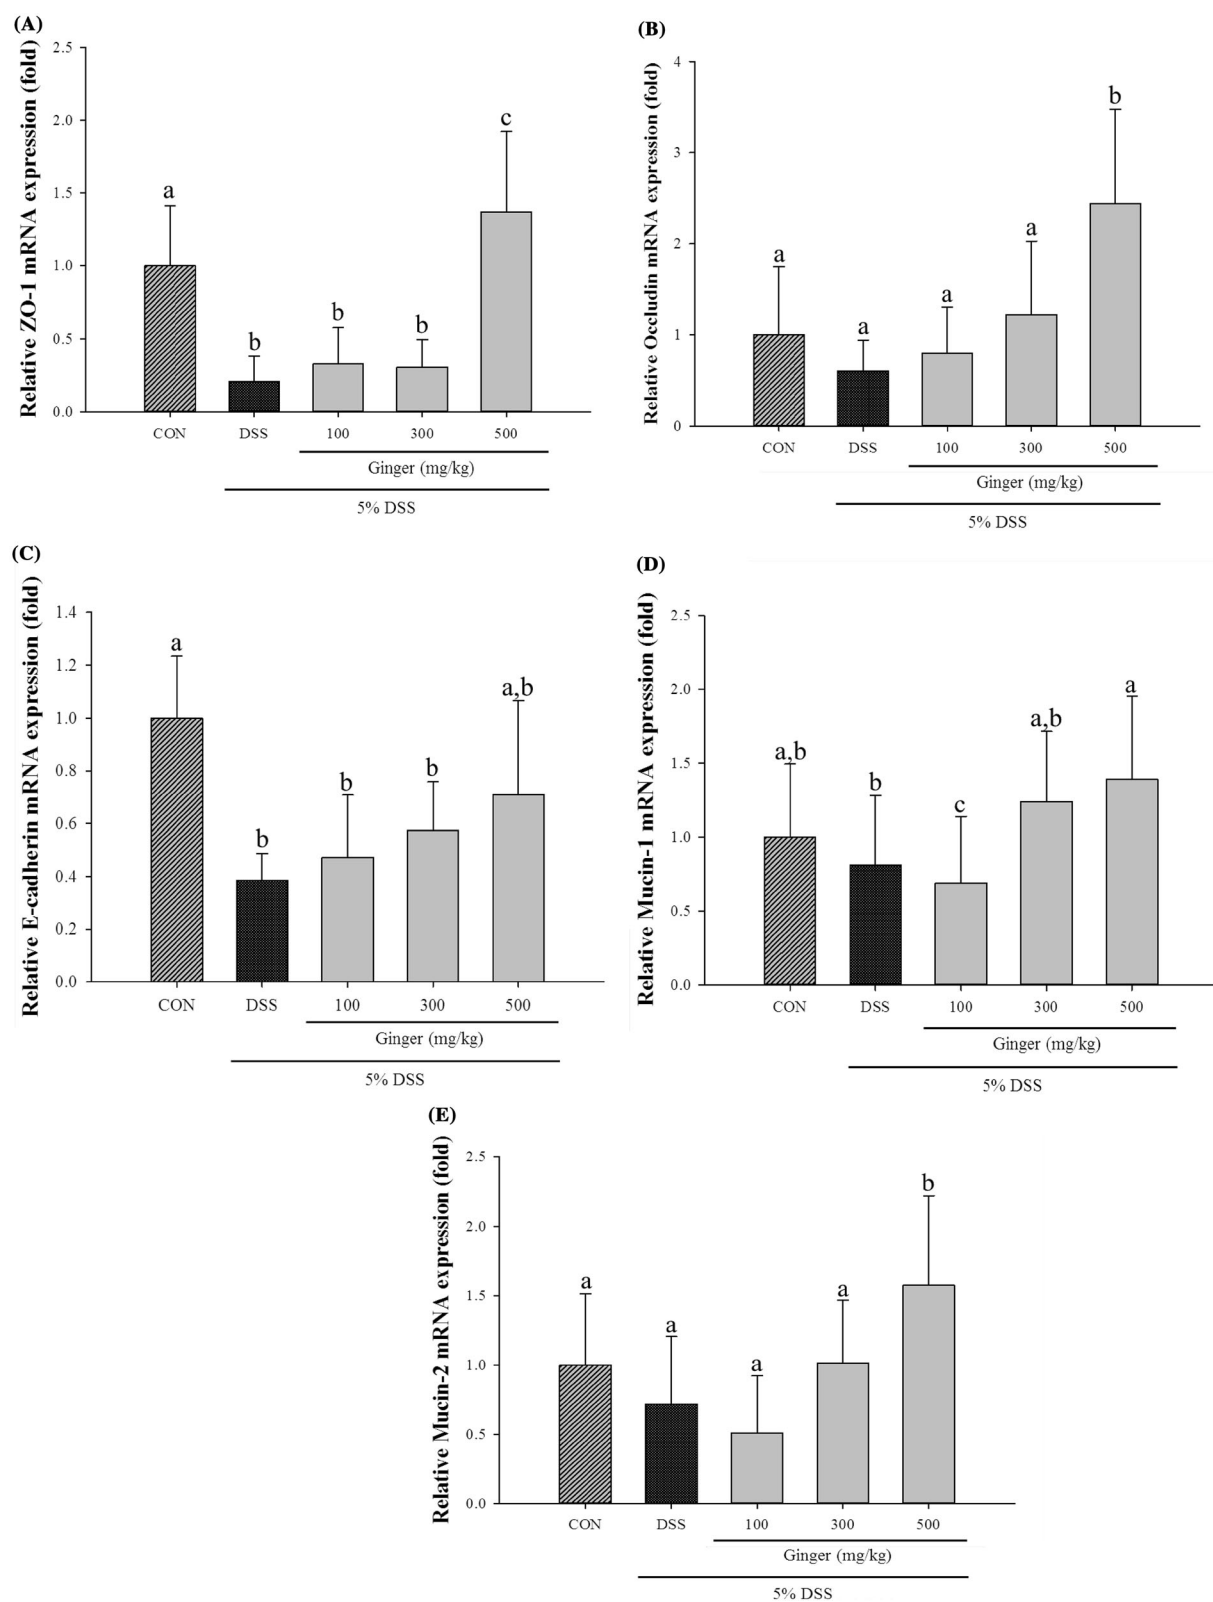 (A)
Relative ZO-1 mRNA expression (fold)
2.5
2.0
1.5
1.0
0.5
0.0
a
b
b
b
c
CON DSS 100 300 500
Ginger (mg/kg)
5% DSS
(B)
Relative Occludin mRNA expression (fold)
4
3
2
1
0
a
a
a
a
b
CON DSS 100 300 500
Ginger (mg/kg)
5% DSS
(C)
Relative E-cadherin mRNA expression (fold)
1.4
1.2
1.0
0.8
0.6
0.4
0.2
0.0
a
b
b
b
a,b
CON DSS 100 300 500
Ginger (mg/kg)
5% DSS
(D)
Relative Mucin-1 mRNA expression (fold)
2.5
2.0
1.5
1.0
0.5
0.0
a,b
b
c
a,b
a
CON DSS 100 300 500
Ginger (mg/kg)
5% DSS
(E)
Relative Mucin-2 mRNA expression (fold)
2.5
2.0
1.5
1.0
0.5
0.0
a
a
a
a
b
CON DSS 100 300 500
Ginger (mg/kg)
5% DSS